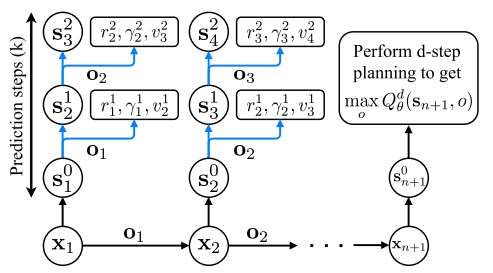 Prediction steps (k)
s_3^2
r_2^2, γ_2^2, v_3^2
s_4^2
r_3^2, γ_3^2, v_4^2
o_2
o_3
s_2^1
r_1^1, γ_1^1, v_2^1
s_3^1
r_2^1, γ_2^1, v_3^1
o_1
o_2
s_1^0
s_2^0
s_{n+1}^0
Perform d-step
planning to get
max_o Q_θ^d(s_{n+1}, o)
x_1
o_1
x_2
o_2
· · ·
x_{n+1}